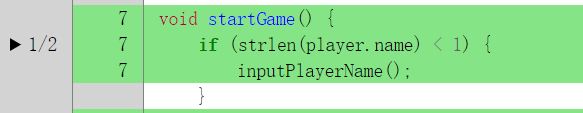 7 void startGame() {
▶ 1/2 7 if (strlen(player.name) < 1) {
7 inputPlayerName();
}